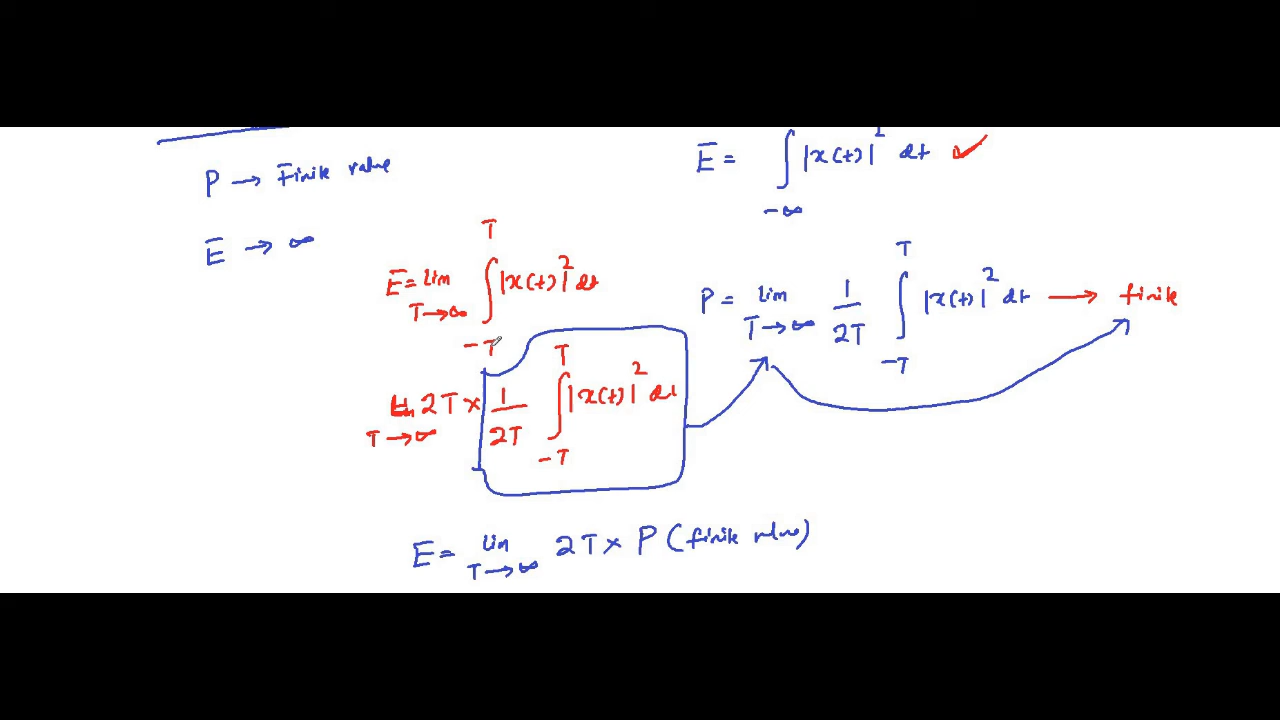 E = ∫ |x(t)|² dt ✓
-∞
P → Finite value
E → ∞
E = lim T→∞ ∫ -T T |x(t)|² dt
P = lim T→∞ 1/2T ∫ -T T |x(t)|² dt → finite
T→∞ 2T × 1/2T ∫ -T T |x(t)|² dt
E = lim T→∞ 2T × P (finite value)